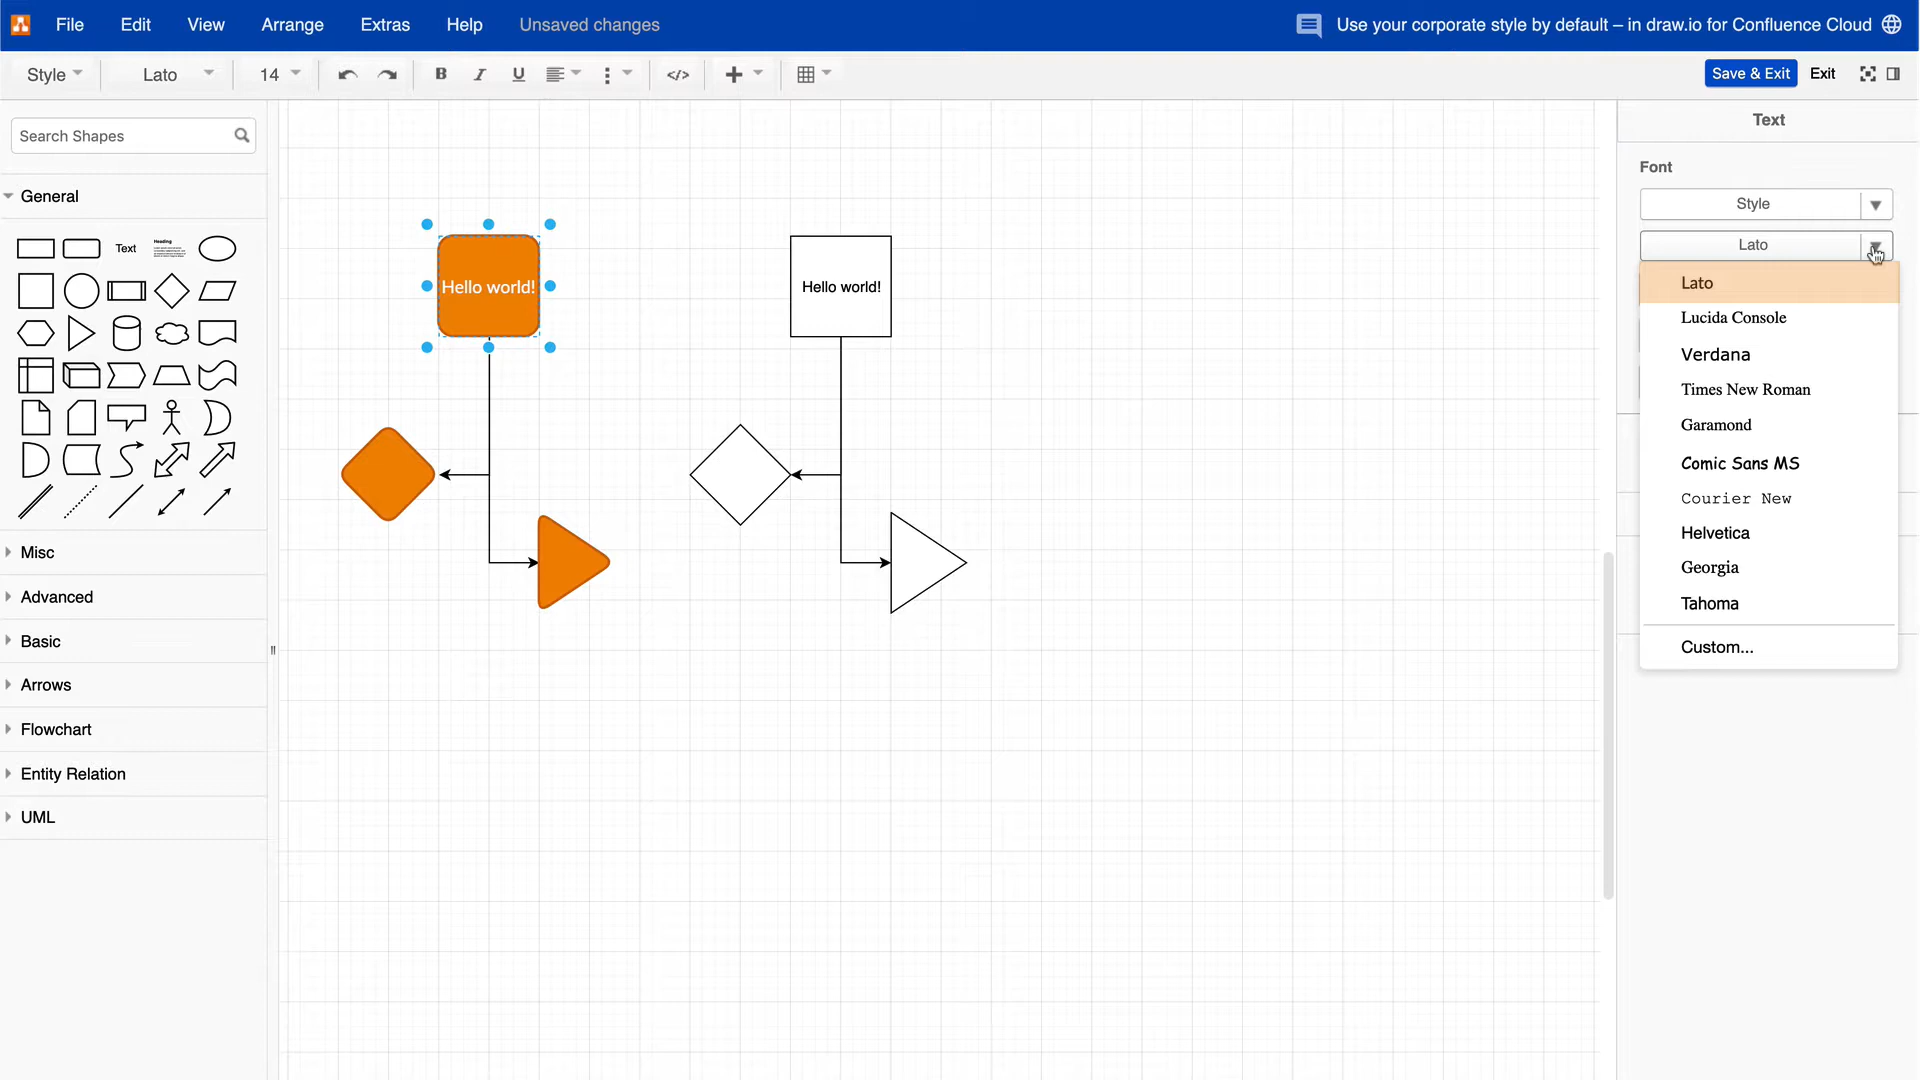 File Edit View Arrange Extras Help Unsaved changes Use your corporate style by default – in draw.io for Confluence Cloud
Style Lato 14 B I U </> Save & Exit Exit
Search Shapes
General
Text Heading
Misc
Advanced
Basic
Arrows
Flowchart
Entity Relation
UML
Hello world!
Hello world!
Text
Font
Style
Lato
Lato
Lucida Console
Verdana
Times New Roman
Garamond
Comic Sans MS
Courier New
Helvetica
Georgia
Tahoma
Custom...